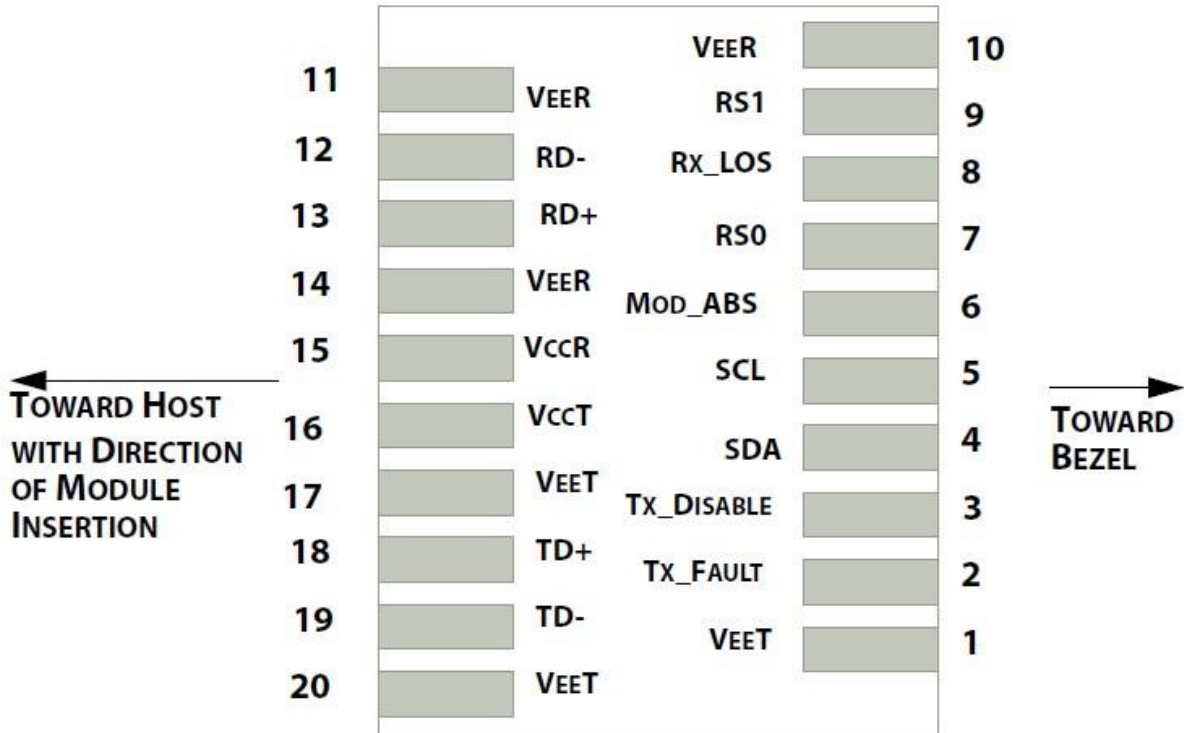 VEER 10
11 VEER
RS1 9
12 RD-
RX_LOS 8
13 RD+
RS0 7
14 VEER
MOD_ABS 6
15 VCCR
SCL 5
TOWARD HOST
WITH DIRECTION
OF MODULE
INSERTION
TOWARD
BEZEL
16 VCCT
SDA 4
17 VEET
TX_DISABLE 3
18 TD+
TX_FAULT 2
19 TD-
VEET 1
20 VEET